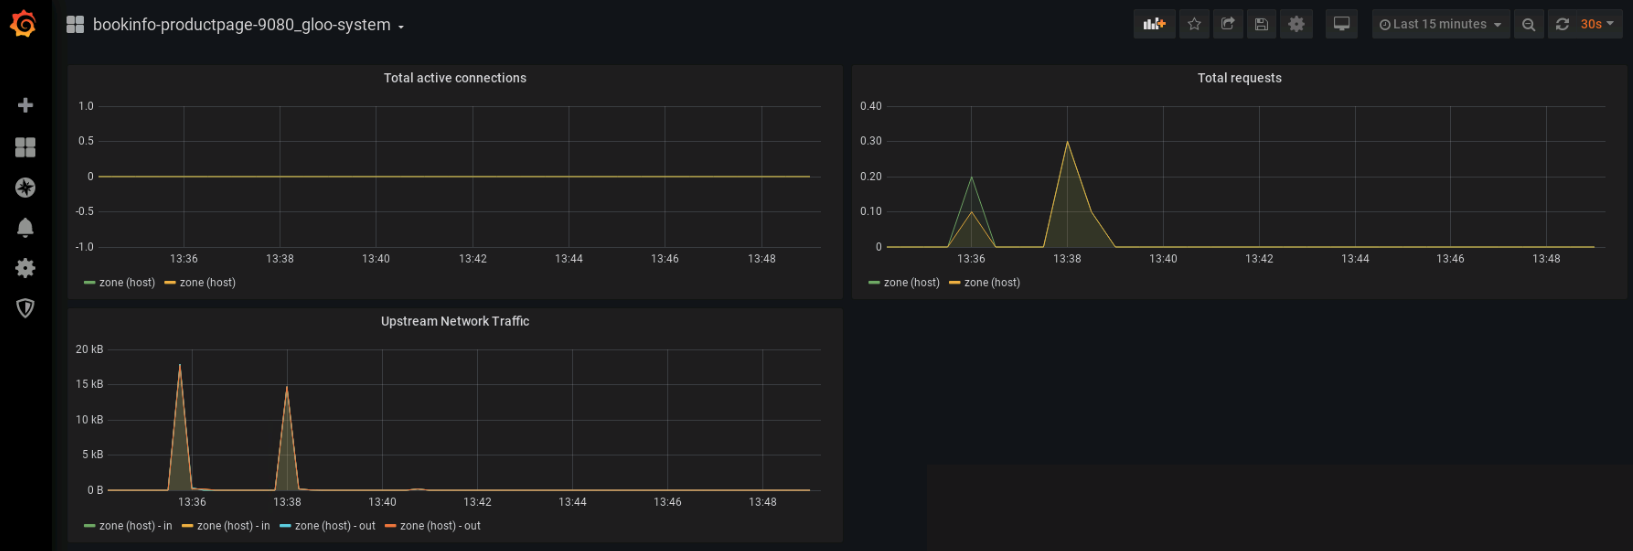 bookinfo-productpage-9080_gloo-system
Last 15 minutes
30s
Total active connections
1.0
0.5
0
-0.5
-1.0
13:36 13:38 13:40 13:42 13:44 13:46 13:48
zone (host) zone (host)
Total requests
0.40
0.30
0.20
0.10
0
13:36 13:38 13:40 13:42 13:44 13:46 13:48
zone (host) zone (host)
Upstream Network Traffic
20 kB
15 kB
10 kB
5 kB
0 B
13:36 13:38 13:40 13:42 13:44 13:46 13:48
zone (host) - in zone (host) - in zone (host) - out zone (host) - out